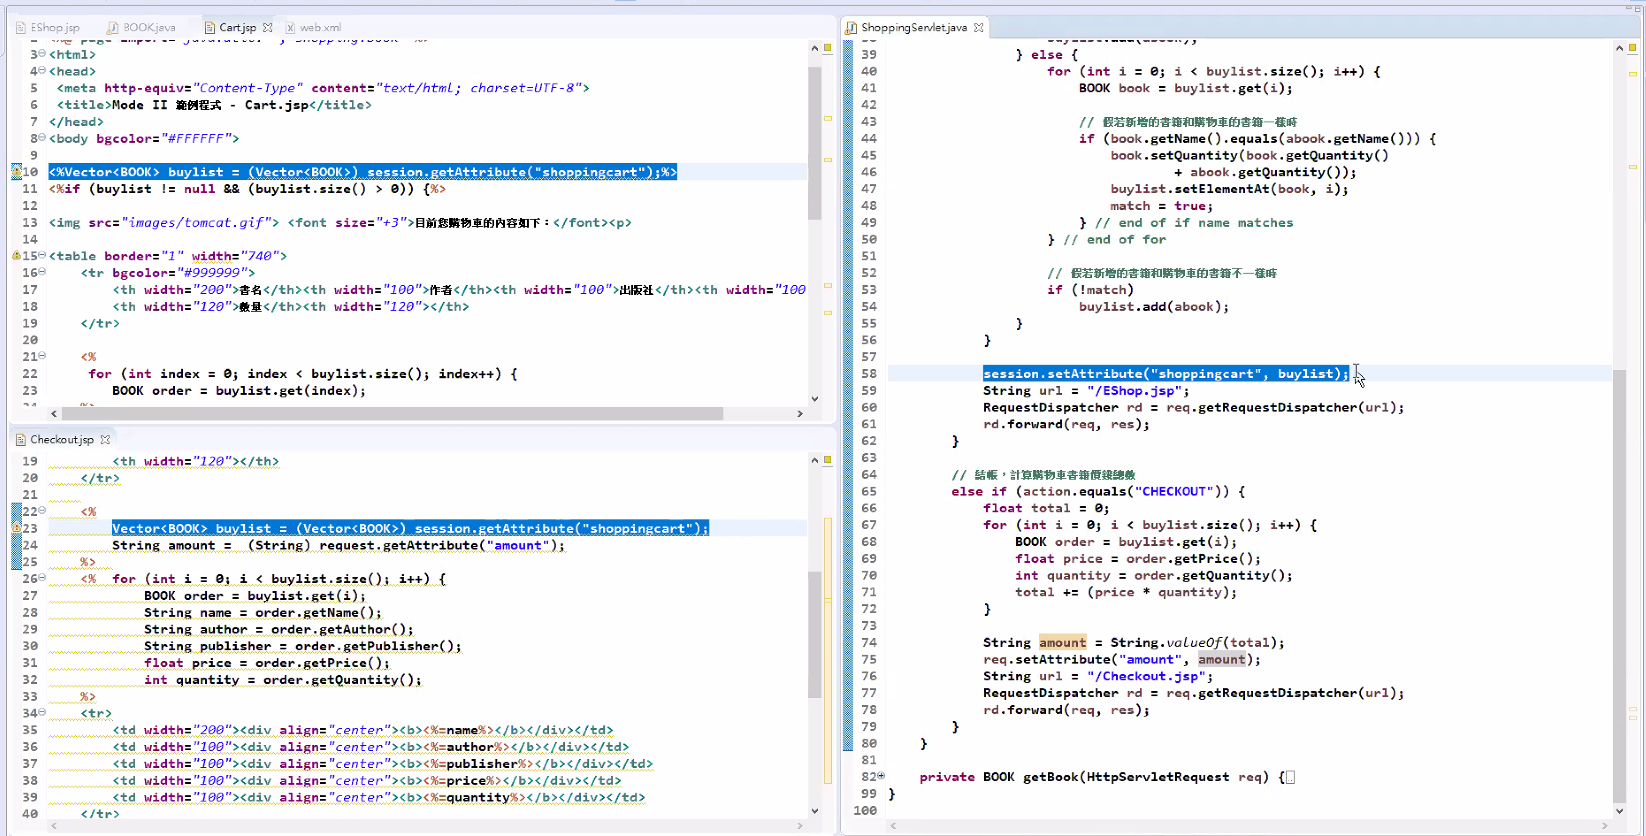 EShop.jsp
BOOK.java
Cart.jsp
web.xml
3 <html>
4 <head>
5 <meta http-equiv="Content-Type" content="text/html; charset=UTF-8">
6 <title>Mode II 範例程式 - Cart.jsp</title>
7 </head>
8 <body bgcolor="#FFFFFF">
9
10 <%Vector<BOOK> buylist = (Vector<BOOK>) session.getAttribute("shoppingcart");%>
11 <%if (buylist != null && (buylist.size() > 0)) {%>
12
13 <img src="images/tomcat.gif"> <font size="+3">目前您購物車的內容如下：</font><p>
14
15 <table border="1" width="740">
16 <tr bgcolor="#999999">
17 <th width="200">書名</th><th width="100">作者</th><th width="100">出版社</th><th width="100
18 <th width="120">數量</th><th width="120"></th>
19 </tr>
20
21 <%
22 for (int index = 0; index < buylist.size(); index++) {
23 BOOK order = buylist.get(index);
Checkout.jsp
19 <th width="120"></th>
20 </tr>
21
22 <%
23 Vector<BOOK> buylist = (Vector<BOOK>) session.getAttribute("shoppingcart");
24 String amount = (String) request.getAttribute("amount");
25 %>
26 <% for (int i = 0; i < buylist.size(); i++) {
27 BOOK order = buylist.get(i);
28 String name = order.getName();
29 String author = order.getAuthor();
30 String publisher = order.getPublisher();
31 float price = order.getPrice();
32 int quantity = order.getQuantity();
33 %>
34 <tr>
35 <td width="200"><div align="center"><b><%=name%></b></div></td>
36 <td width="100"><div align="center"><b><%=author%></b></div></td>
37 <td width="100"><div align="center"><b><%=publisher%></b></div></td>
38 <td width="100"><div align="center"><b><%=price%></b></div></td>
39 <td width="100"><div align="center"><b><%=quantity%></b></div></td>
40 </tr>
ShoppingServlet.java
39 } else {
40 for (int i = 0; i < buylist.size(); i++) {
41 BOOK book = buylist.get(i);
42
43 // 假若新增的書籍和購物車的書籍一樣時
44 if (book.getName().equals(abook.getName())) {
45 book.setQuantity(book.getQuantity()
46 + abook.getQuantity());
47 buylist.setElementAt(book, i);
48 match = true;
49 } // end of if name matches
50 } // end of for
51
52 // 假若新增的書籍和購物車的書籍不一樣時
53 if (!match)
54 buylist.add(abook);
55 }
56 }
57
58 session.setAttribute("shoppingcart", buylist);
59 String url = "/EShop.jsp";
60 RequestDispatcher rd = req.getRequestDispatcher(url);
61 rd.forward(req, res);
62 }
63
64 // 結帳，計算購物車書籍價錢總數
65 else if (action.equals("CHECKOUT")) {
66 float total = 0;
67 for (int i = 0; i < buylist.size(); i++) {
68 BOOK order = buylist.get(i);
69 float price = order.getPrice();
70 int quantity = order.getQuantity();
71 total += (price * quantity);
72 }
73
74 String amount = String.valueOf(total);
75 req.setAttribute("amount", amount);
76 String url = "/Checkout.jsp";
77 RequestDispatcher rd = req.getRequestDispatcher(url);
78 rd.forward(req, res);
79 }
80 }
81
82 private BOOK getBook(HttpServletRequest req) {
99 }
100